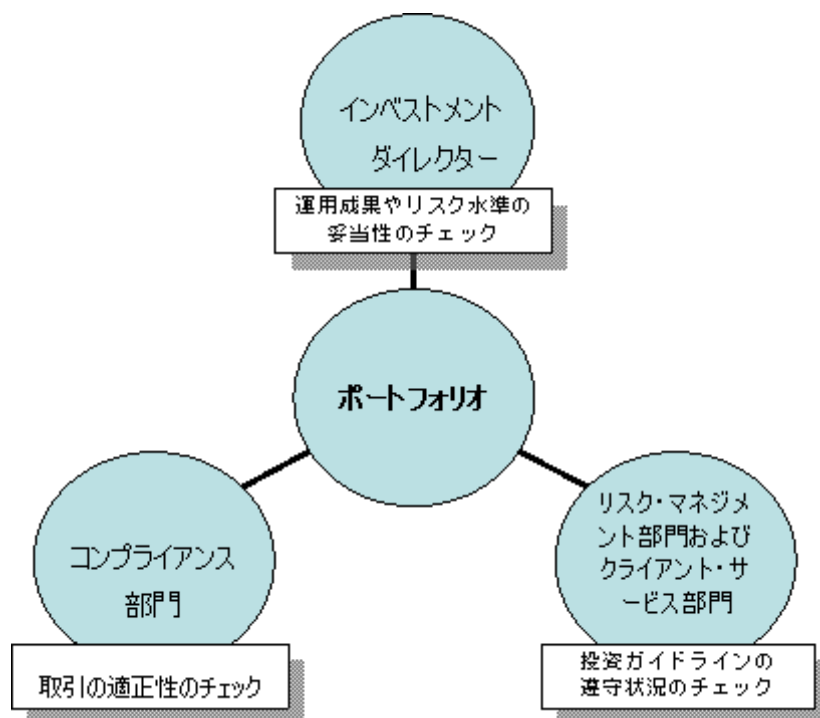 インベストメント
ダイレクター
運用成果やリスク水準の
妥当性のチェック
ポートフォリオ
コンプライアンス
部門
取引の適正性のチェック
リスク・マネジメ
ント部門および
クライアント・サ
ービス部門
投資ガイドラインの
遵守状況のチェック